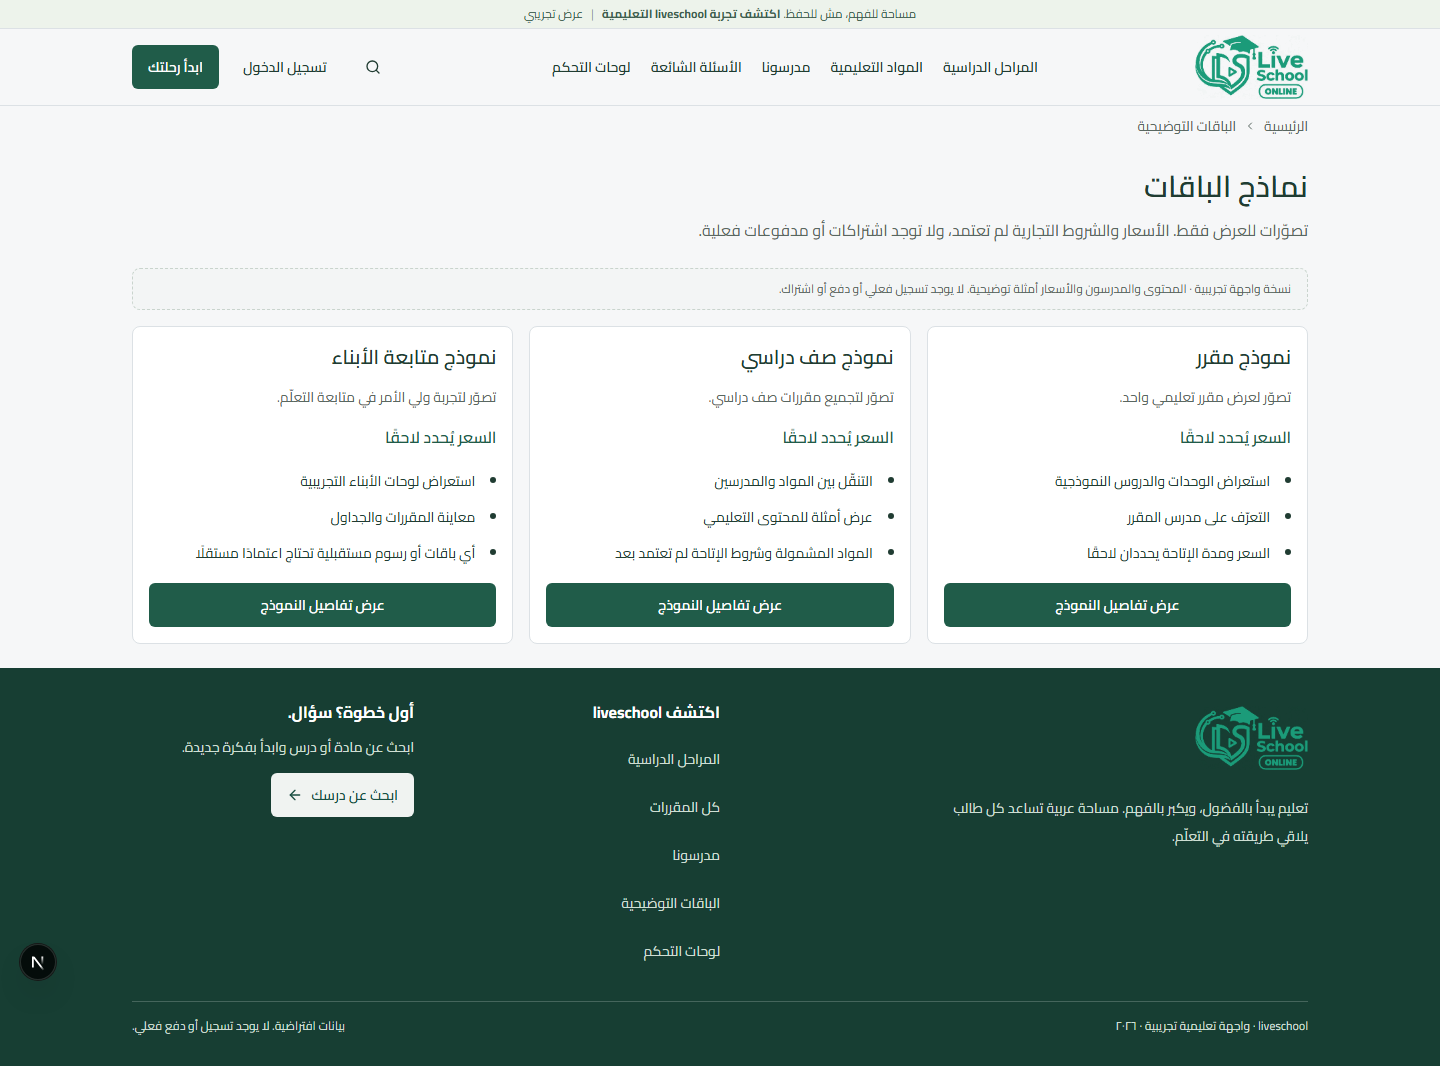 مساحة للفهم، مش للحفظ. اكتشف تجربة liveschool التعليمية | عرض تجريبي
Live School ONLINE
المراحل الدراسية
المواد التعليمية
مدرسونا
الأسئلة الشائعة
لوحات التحكم
تسجيل الدخول
ابدأ رحلتك
الرئيسية
الباقات التوضيحية
نماذج الباقات
تصوّرات للعرض فقط. الأسعار والشروط التجارية لم تعتمد، ولا توجد اشتراكات أو مدفوعات فعلية.
نسخة واجهة تجريبية · المحتوى والمدرسون والأسعار أمثلة توضيحية. لا يوجد تسجيل فعلي أو دفع أو اشتراك.
نموذج مقرر
تصوّر لعرض مقرر تعليمي واحد.
السعر يُحدد لاحقًا
استعراض الوحدات والدروس النموذجية
التعرّف على مدرس المقرر
السعر ومدة الإتاحة يحددان لاحقًا
عرض تفاصيل النموذج
نموذج صف دراسي
تصوّر لتجميع مقررات صف دراسي.
السعر يُحدد لاحقًا
التنقّل بين المواد والمدرسين
عرض أمثلة للمحتوى التعليمي
المواد المشمولة وشروط الإتاحة لم تعتمد بعد
عرض تفاصيل النموذج
نموذج متابعة الأبناء
تصوّر لتجربة ولي الأمر في متابعة التعلّم.
السعر يُحدد لاحقًا
استعراض لوحات الأبناء التجريبية
معاينة المقررات والجداول
أي باقات أو رسوم مستقبلية تحتاج اعتمادًا مستقلًا
عرض تفاصيل النموذج
Live School ONLINE
تعليم يبدأ بالفضول، ويكبر بالفهم. مساحة عربية تساعد كل طالب
يلاقي طريقته في التعلّم.
اكتشف liveschool
المراحل الدراسية
كل المقررات
مدرسونا
الباقات التوضيحية
لوحات التحكم
أول خطوة؟ سؤال.
ابحث عن مادة أو درس وابدأ بفكرة جديدة.
ابحث عن درسك
liveschool · واجهة تعليمية تجريبية · ٢٠٢٦
بيانات افتراضية. لا يوجد تسجيل أو دفع فعلي.